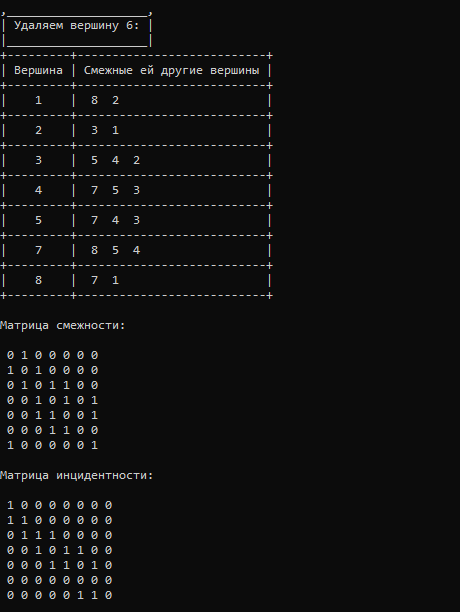 Удаляем вершину 6:
Вершина | Смежные ей другие вершины
1 | 8 2
2 | 3 1
3 | 5 4 2
4 | 7 5 3
5 | 7 4 3
7 | 8 5 4
8 | 7 1
Матрица смежности:
0 1 0 0 0 0 0
1 0 1 0 0 0 0
0 1 0 1 1 0 0
0 0 1 0 1 0 1
0 0 1 1 0 0 1
0 0 0 1 1 0 0
1 0 0 0 0 0 1
Матрица инцидентности:
1 0 0 0 0 0 0 0
1 1 0 0 0 0 0 0
0 1 1 1 0 0 0 0
0 0 1 0 1 1 0 0
0 0 0 1 1 0 1 0
0 0 0 0 0 0 0 0
0 0 0 0 0 1 1 0